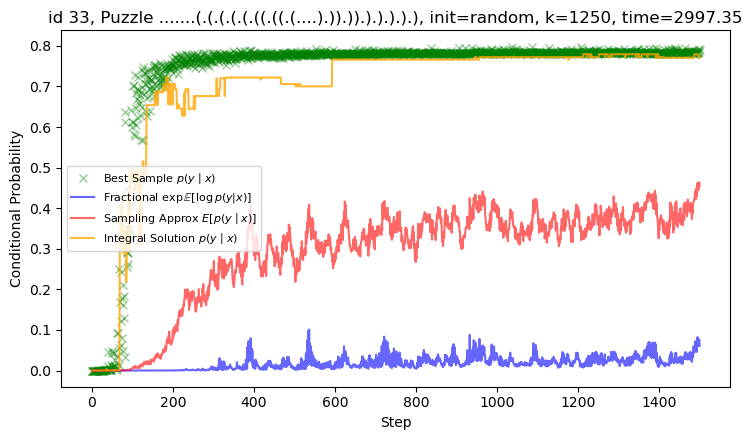 id 33, Puzzle .......(.(.(.(.(.((.((.(....).)).)).).).).).), init=random, k=1250, time=2997.35
Conditional Probability
0.8
0.7
0.6
0.5
0.4
0.3
0.2
0.1
0.0
Best Sample p(y | x)
Fractional exp 𝔼[log p(y|x)]
Sampling Approx E[p(y | x)]
Integral Solution p(y | x)
0 200 400 600 800 1000 1200 1400
Step